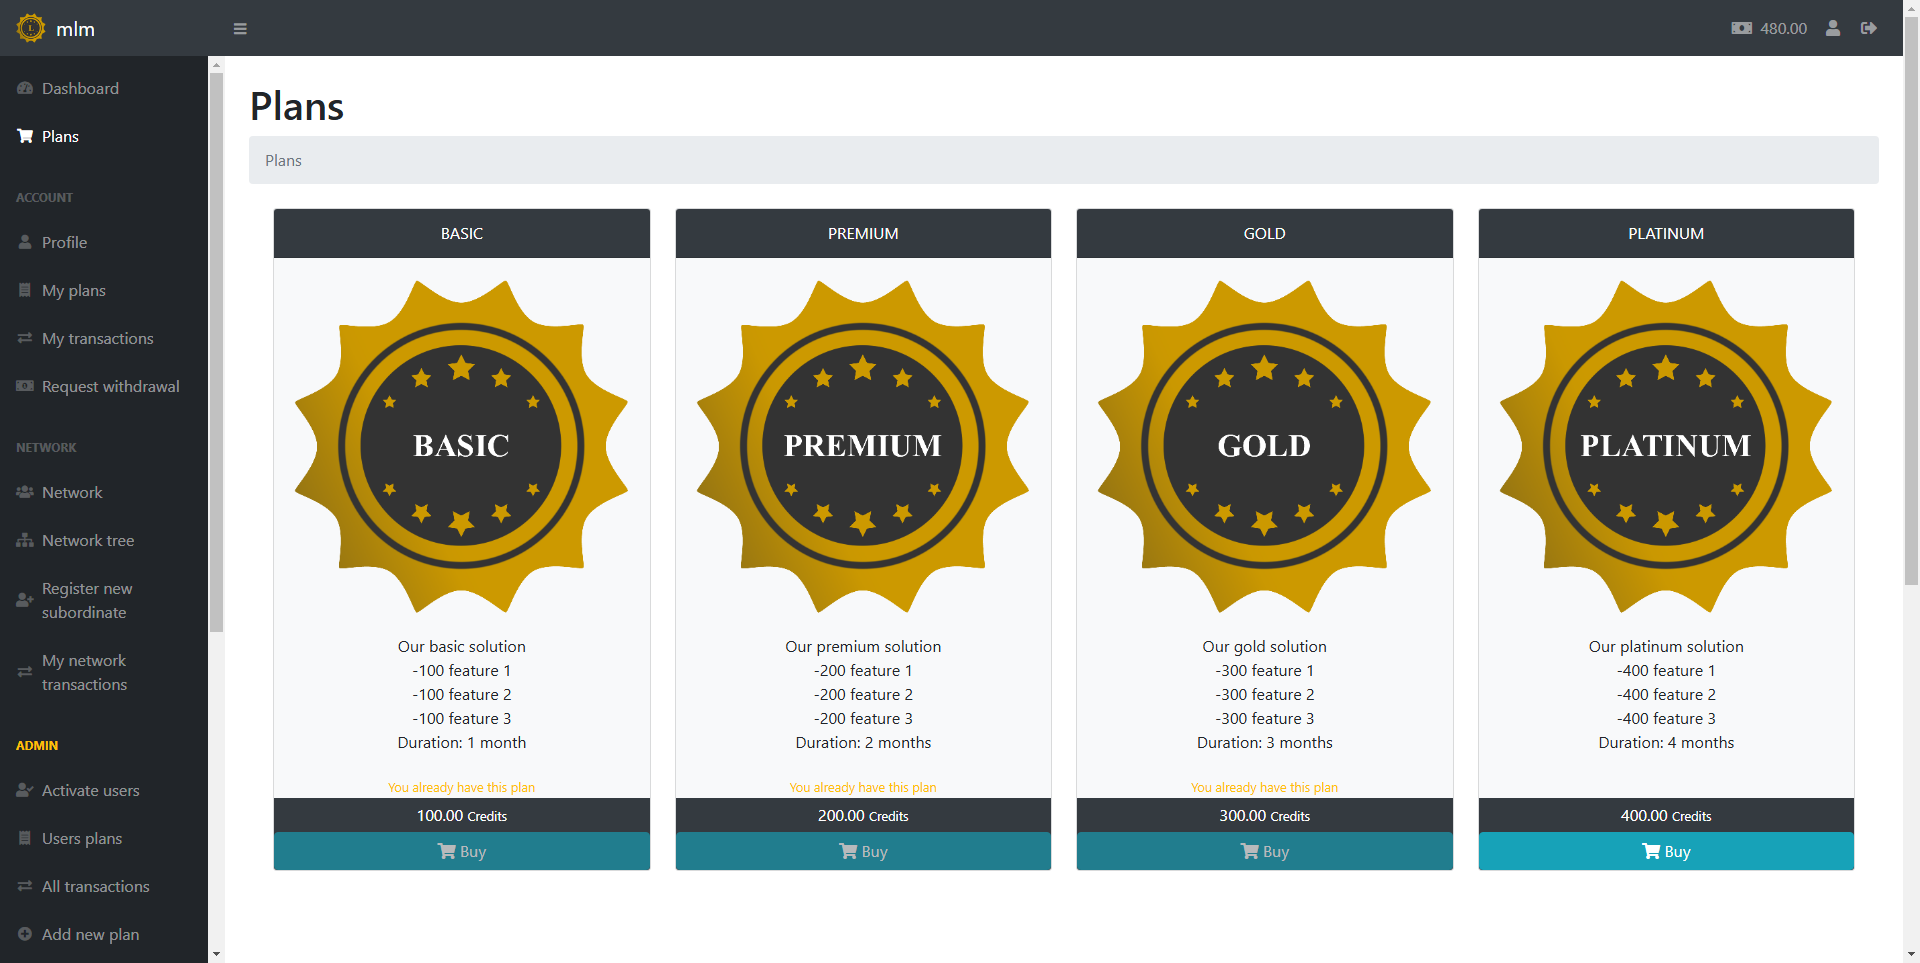 mlm
480.00
Dashboard
Plans
ACCOUNT
Profile
My plans
My transactions
Request withdrawal
NETWORK
Network
Network tree
Register new
subordinate
My network
transactions
ADMIN
Activate users
Users plans
All transactions
Add new plan
Plans
Plans
BASIC
BASIC
Our basic solution
-100 feature 1
-100 feature 2
-100 feature 3
Duration: 1 month
You already have this plan
100.00 Credits
Buy
PREMIUM
PREMIUM
Our premium solution
-200 feature 1
-200 feature 2
-200 feature 3
Duration: 2 months
You already have this plan
200.00 Credits
Buy
GOLD
GOLD
Our gold solution
-300 feature 1
-300 feature 2
-300 feature 3
Duration: 3 months
You already have this plan
300.00 Credits
Buy
PLATINUM
PLATINUM
Our platinum solution
-400 feature 1
-400 feature 2
-400 feature 3
Duration: 4 months
400.00 Credits
Buy